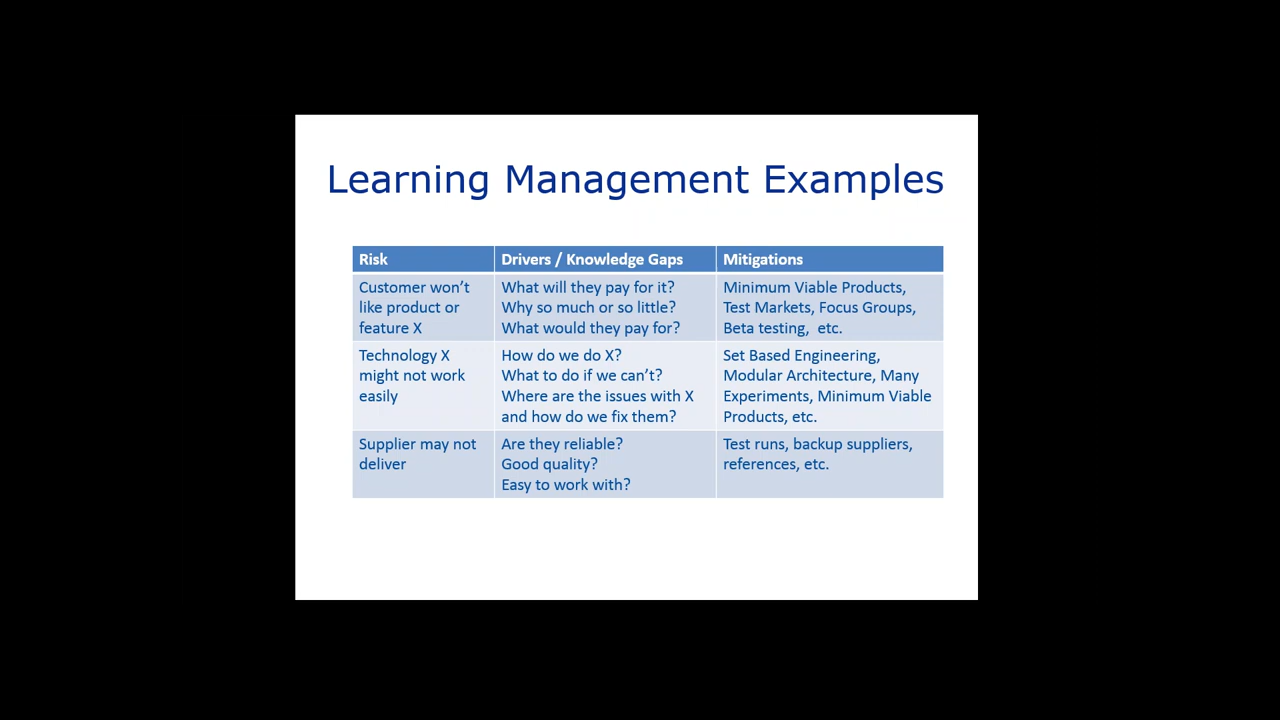 Learning Management Examples
Risk
Drivers / Knowledge Gaps
Mitigations
Customer won't
like product or
feature X
What will they pay for it?
Why so much or so little?
What would they pay for?
Minimum Viable Products,
Test Markets, Focus Groups,
Beta testing,  etc.
Technology X
might not work
easily
How do we do X?
What to do if we can't?
Where are the issues with X
and how do we fix them?
Set Based Engineering,
Modular Architecture, Many
Experiments, Minimum Viable
Products, etc.
Supplier may not
deliver
Are they reliable?
Good quality?
Easy to work with?
Test runs, backup suppliers,
references, etc.